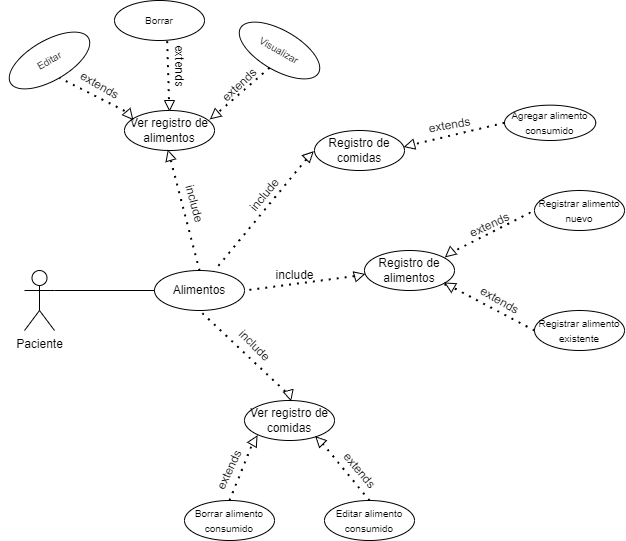 Borrar
Editar
Visualizar
extends
extends
extends
Ver registro de
alimentos
Agregar alimento
consumido
extends
Registro de
comidas
include
include
Registrar alimento
nuevo
extends
Registro de
alimentos
include
Alimentos
extends
Registrar alimento
existente
Paciente
include
Ver registro de
comidas
extends
extends
Borrar alimento
consumido
Editar alimento
consumido